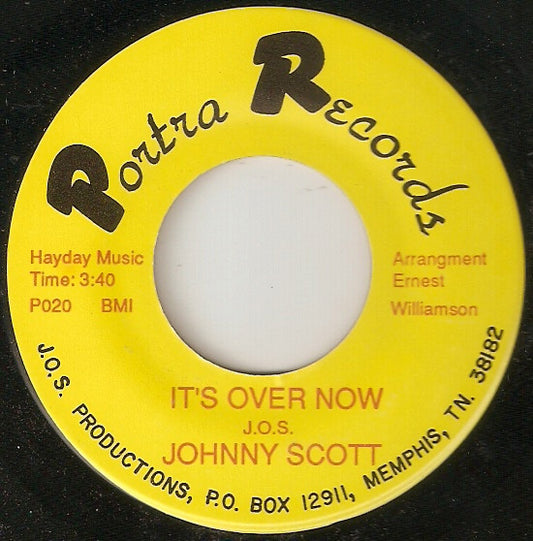 Portra Records
Hayday Music
Time: 3:40
P020 BMI
Arrangment
Ernest
Williamson
IT'S OVER NOW
J.O.S.
JOHNNY SCOTT
J.O.S. PRODUCTIONS, P.O. BOX 12911, MEMPHIS, TN. 38182